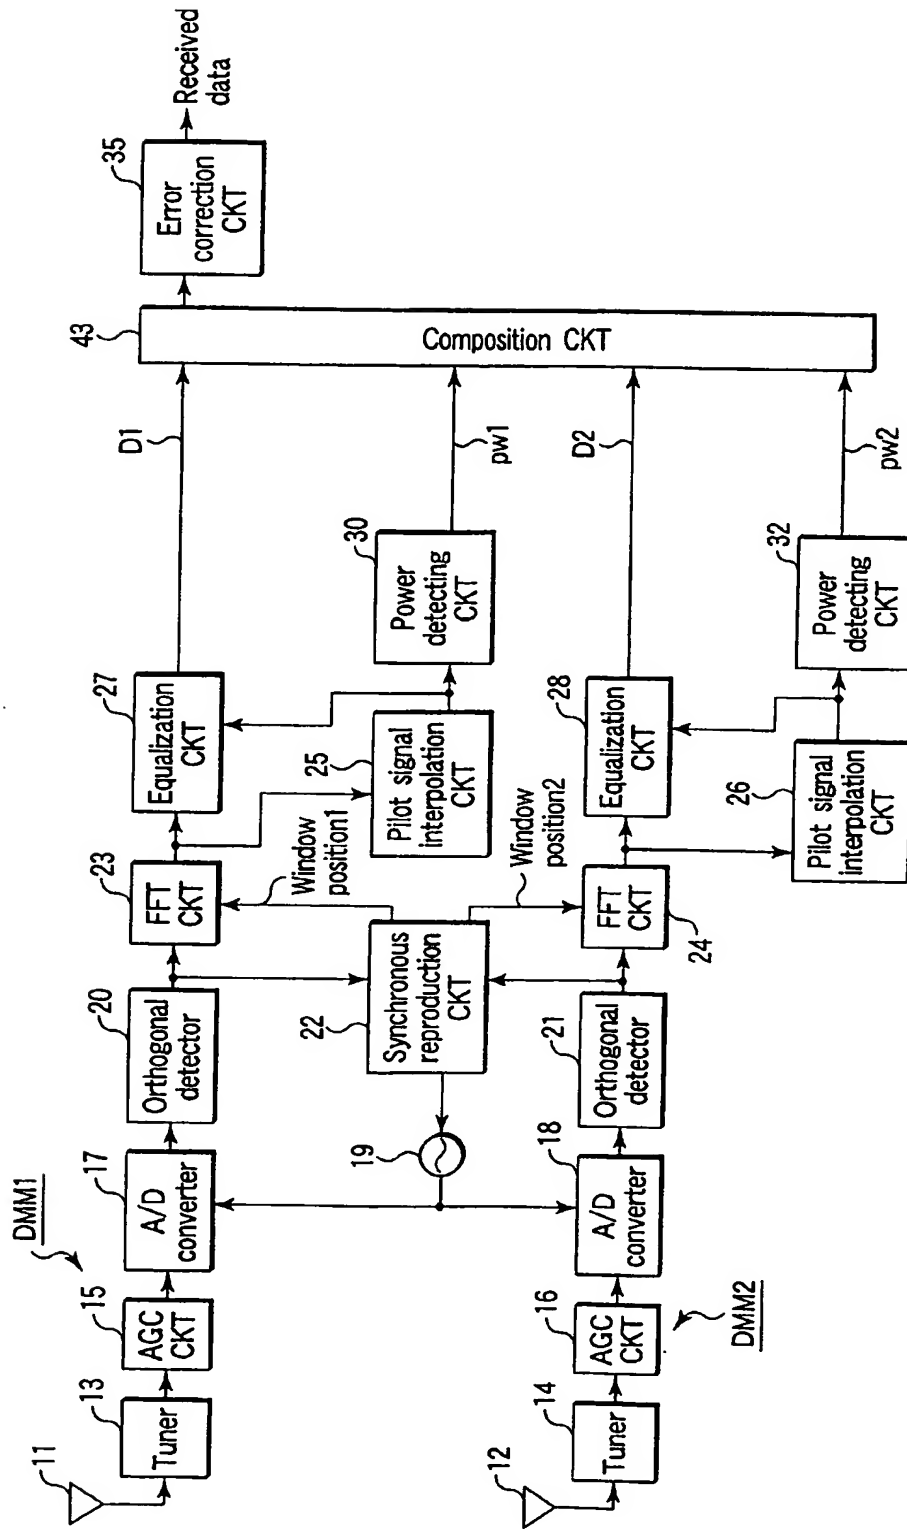 DMM1
11
13
Tuner
15
AGC
CKT
17
A/D
converter
20
Orthogonal
detector
23
FFT
CKT
27
Equalization
CKT
D1
43
Composition CKT
35
Error
correction
CKT
Received
data
Window
position1
25
Pilot signal
interpolation
CKT
30
Power
detecting
CKT
pw1
19
22
Synchronous
reproduction
CKT
Window
position2
12
14
Tuner
16
AGC
CKT
DMM2
18
A/D
converter
21
Orthogonal
detector
24
FFT
CKT
28
Equalization
CKT
D2
26
Pilot signal
interpolation
CKT
32
Power
detecting
CKT
pw2